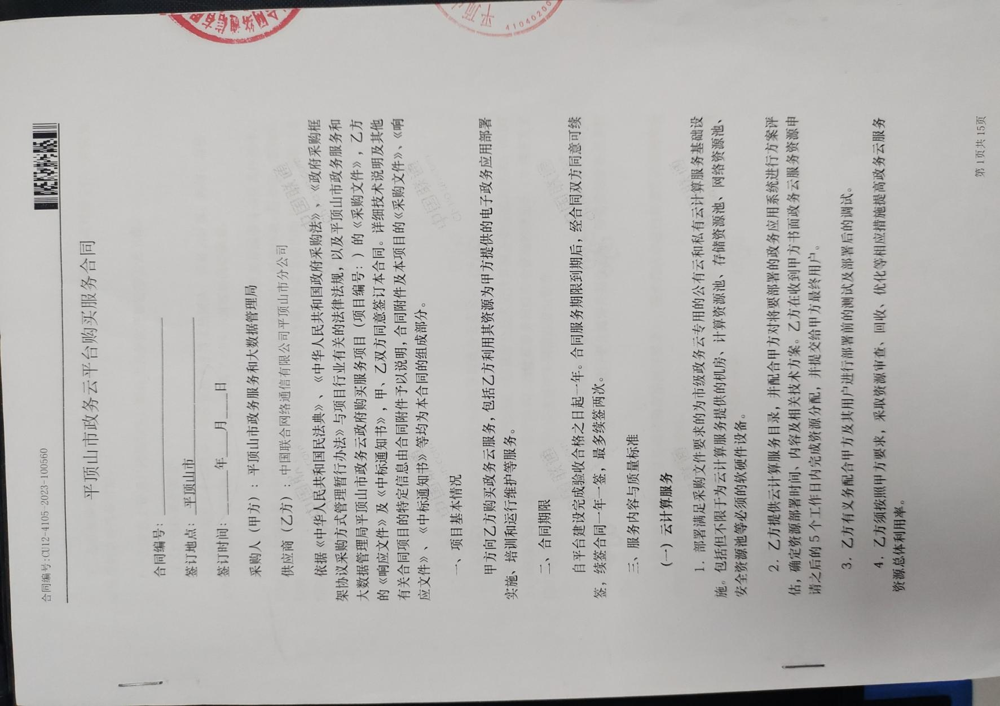 合同编号:CU12-4105-2023-100560
平顶山市政务云平台购买服务合同
合同编号：
签订地点： 平顶山市
签订时间： 年 月 日
采购人（甲方）: 平顶山市政务服务和大数据管理局
供应商（乙方）: 中国联合网络通信有限公司平顶山市分公司
依据《中华人民共和国民法典》、《中华人民共和国政府采购法》、《政府采购框
架协议采购方式管理暂行办法》与项目行业有关的法律法规，以及平顶山市政务服务和
大数据管理局平顶山市政务云政府购买服务项目（项目编号：）的《采购文件》，乙方
的《响应文件》及《中标通知书》，甲、乙双方同意签订本合同。详细技术说明及其他
有关合同项目的特定信息由合同附件予以说明，合同附件及本项目的《采购文件》、《响
应文件》、《中标通知书》等均为本合同的组成部分。
一、项目基本情况
甲方向乙方购买政务云服务，包括乙方利用其资源为甲方提供的电子政务应用部署
实施、培训和运行维护等服务。
二、合同期限
自平台建设完成验收合格之日起一年。合同服务期限到期后，经合同双方同意可续
签，续签合同一年一签，最多续签两次。
三、服务内容与质量标准
(一) 云计算服务
1. 部署满足采购文件要求的为市级政务云专用的公有云和私有云计算服务基础设
施。包括但不限于为云计算服务提供的机房、计算资源池、存储资源池、网络资源池、
安全资源池等必须的软硬件设备。
2. 乙方提供云计算服务目录，并配合甲方对将要部署的政务应用系统进行方案评
估，确定资源部署时间、内容及相关技术方案。乙方在收到甲方书面政务云服务资源申
请之后的 5 个工作日内完成资源分配，并提交给甲方最终用户。
3. 乙方有义务配合甲方及其用户进行部署前的测试及部署后的调试。
4. 乙方须按照甲方要求，采取资源审查、回收、优化等相应措施提高政务云服务
资源总体利用率。
第 1页共 15页
中国联通
4104020